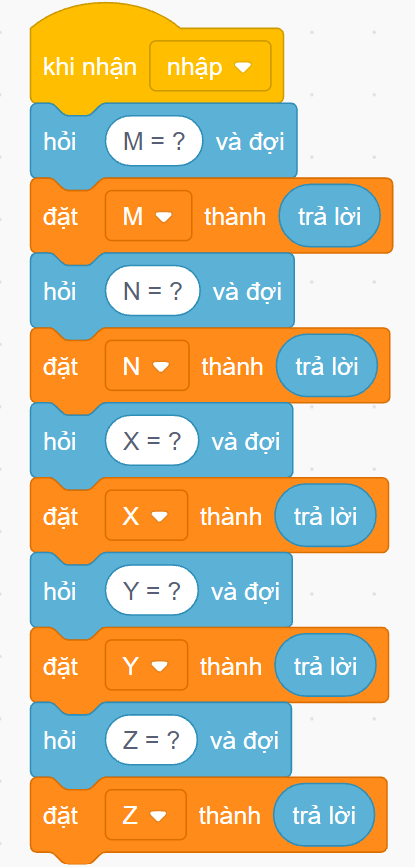 khi nhận nhập
hỏi M = ? và đợi
đặt M thành trả lời
hỏi N = ? và đợi
đặt N thành trả lời
hỏi X = ? và đợi
đặt X thành trả lời
hỏi Y = ? và đợi
đặt Y thành trả lời
hỏi Z = ? và đợi
đặt Z thành trả lời